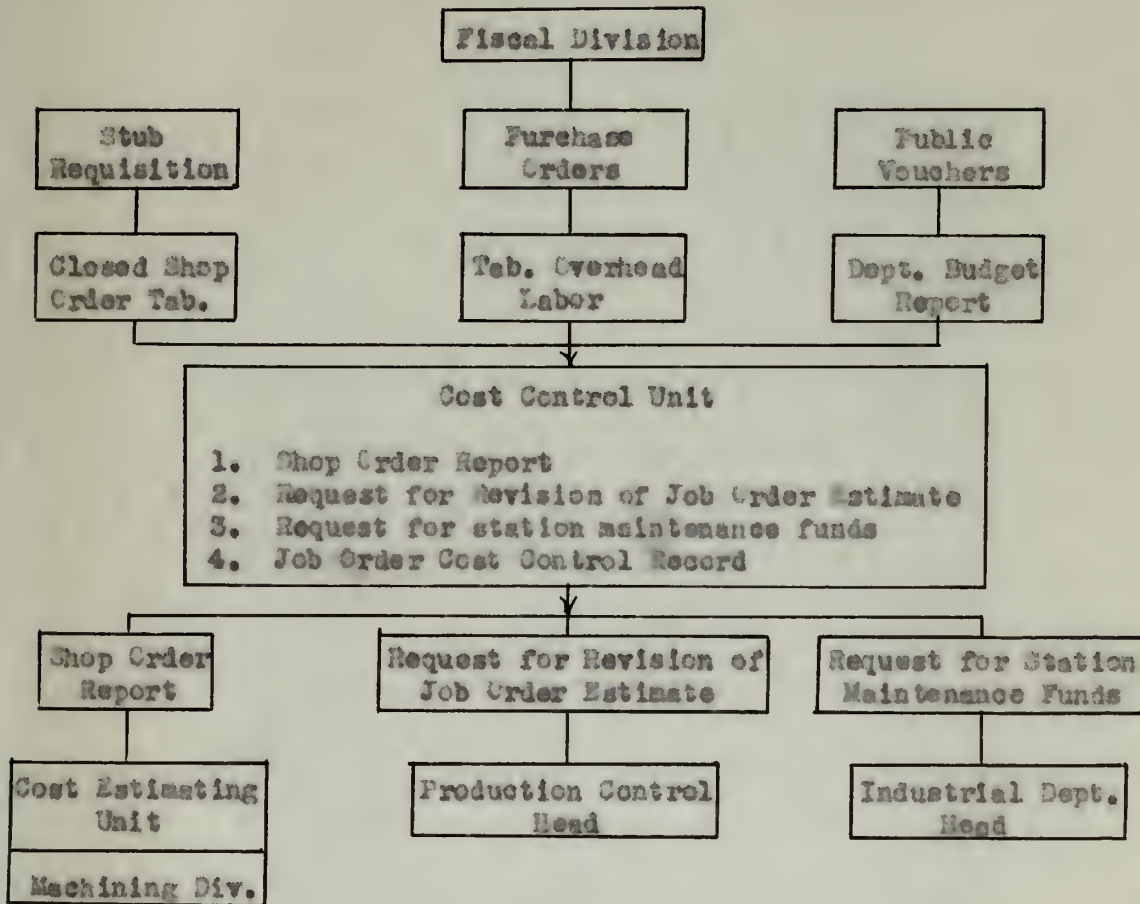 Fiscal Division
Stub
Requisition
Purchase
Orders
Public
Vouchers
Closed Shop
Order Tab.
Tab. Overhead
Labor
Dept. Budget
Report
Cost Control Unit
1. Shop Order Report
2. Request for Revision of Job Order Estimate
3. Request for station maintenance funds
4. Job Order Cost Control Record
Shop Order
Report
Request for Revision of
Job Order Estimate
Request for Station
Maintenance Funds
Cost Estimating
Unit
Machining Div.
Production Control
Head
Industrial Dept.
Head